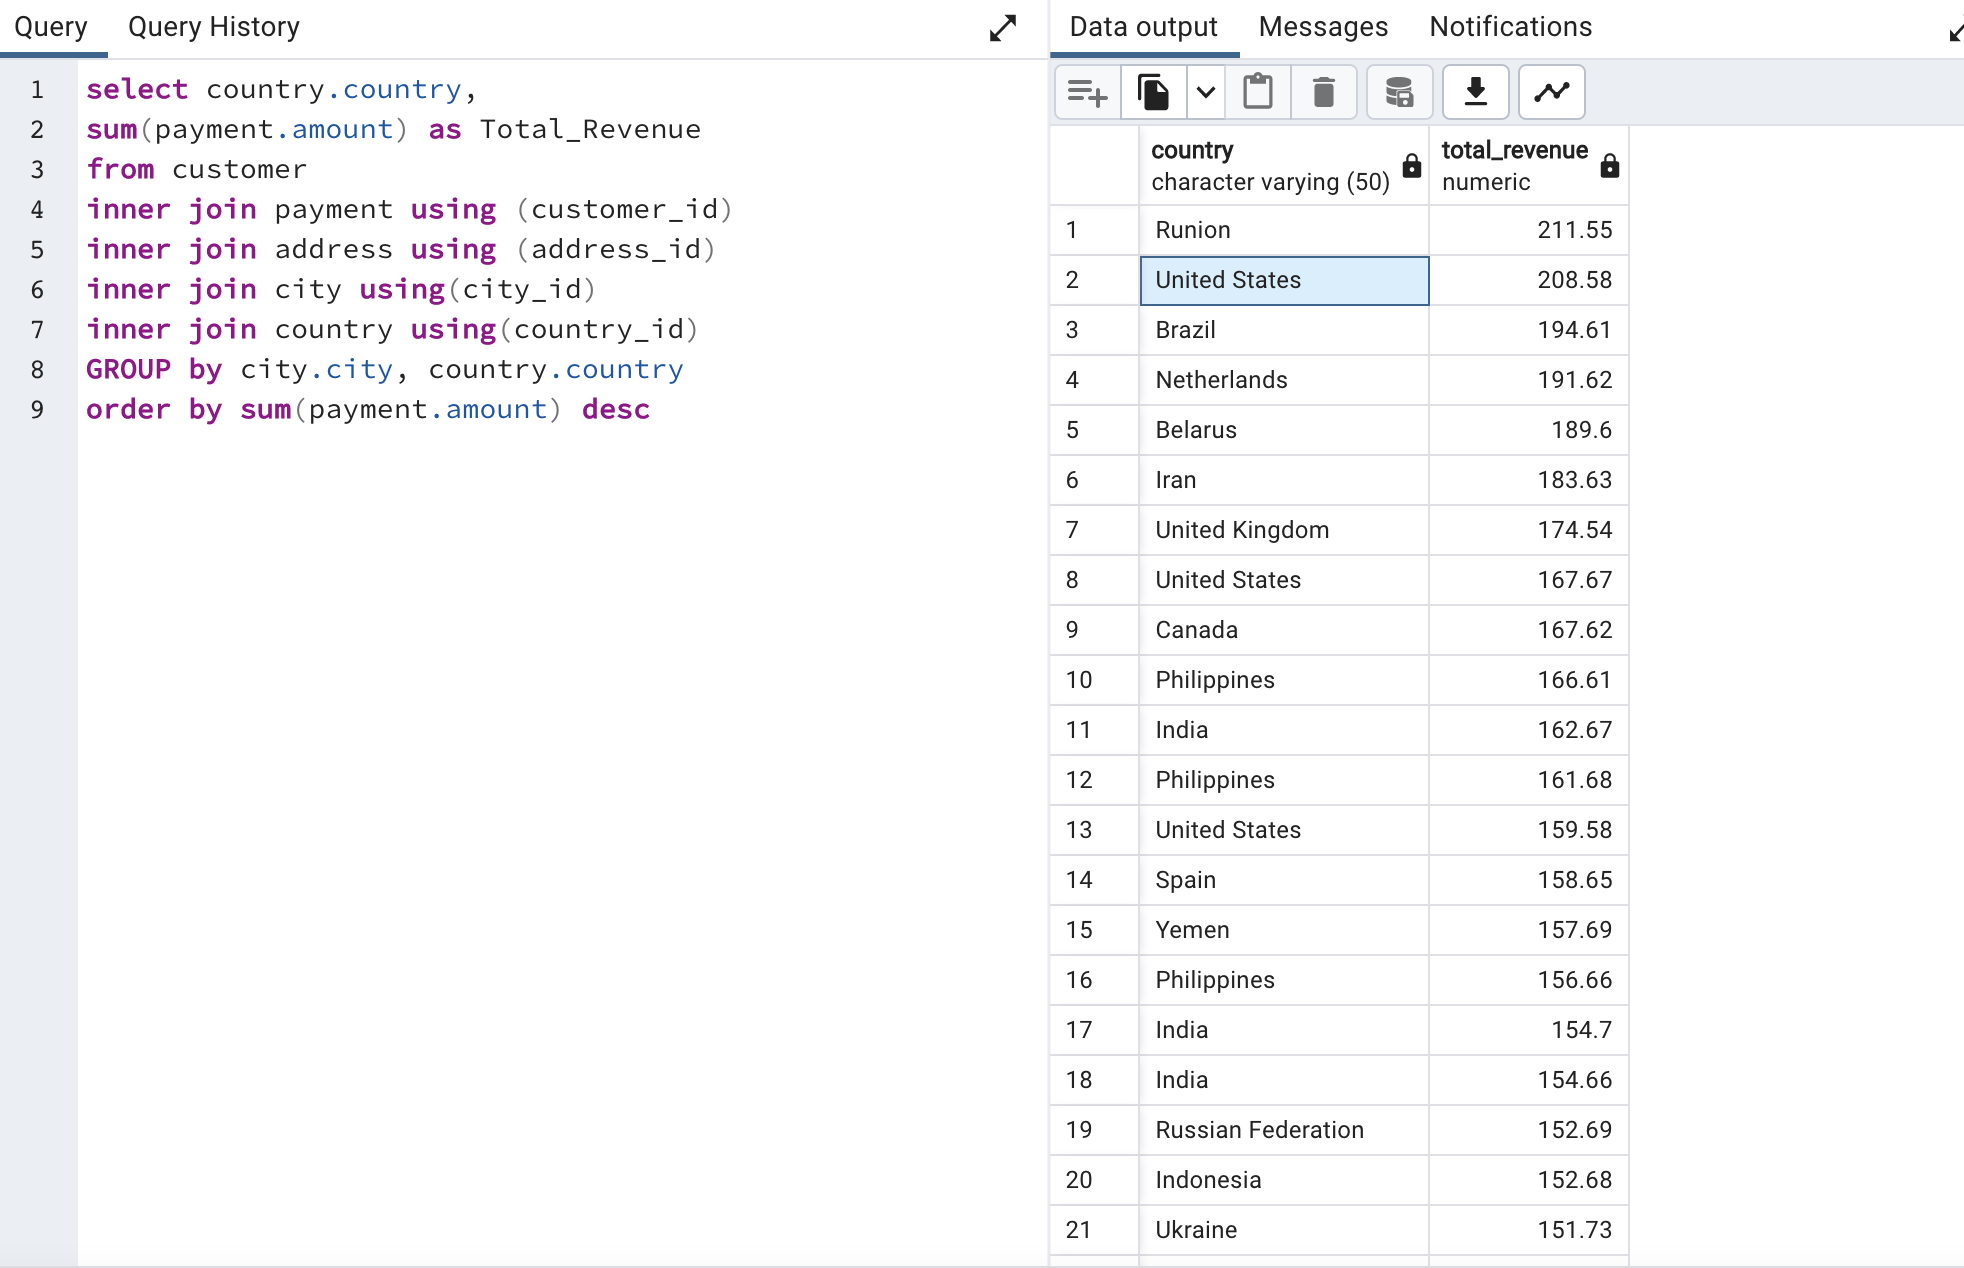 Query Query History
1 select country.country,
2 sum(payment.amount) as Total_Revenue
3 from customer
4 inner join payment using (customer_id)
5 inner join address using (address_id)
6 inner join city using(city_id)
7 inner join country using(country_id)
8 GROUP by city.city, country.country
9 order by sum(payment.amount) desc
Data output Messages Notifications
country total_revenue
character varying (50) numeric
1 Runion 211.55
2 United States 208.58
3 Brazil 194.61
4 Netherlands 191.62
5 Belarus 189.6
6 Iran 183.63
7 United Kingdom 174.54
8 United States 167.67
9 Canada 167.62
10 Philippines 166.61
11 India 162.67
12 Philippines 161.68
13 United States 159.58
14 Spain 158.65
15 Yemen 157.69
16 Philippines 156.66
17 India 154.7
18 India 154.66
19 Russian Federation 152.69
20 Indonesia 152.68
21 Ukraine 151.73